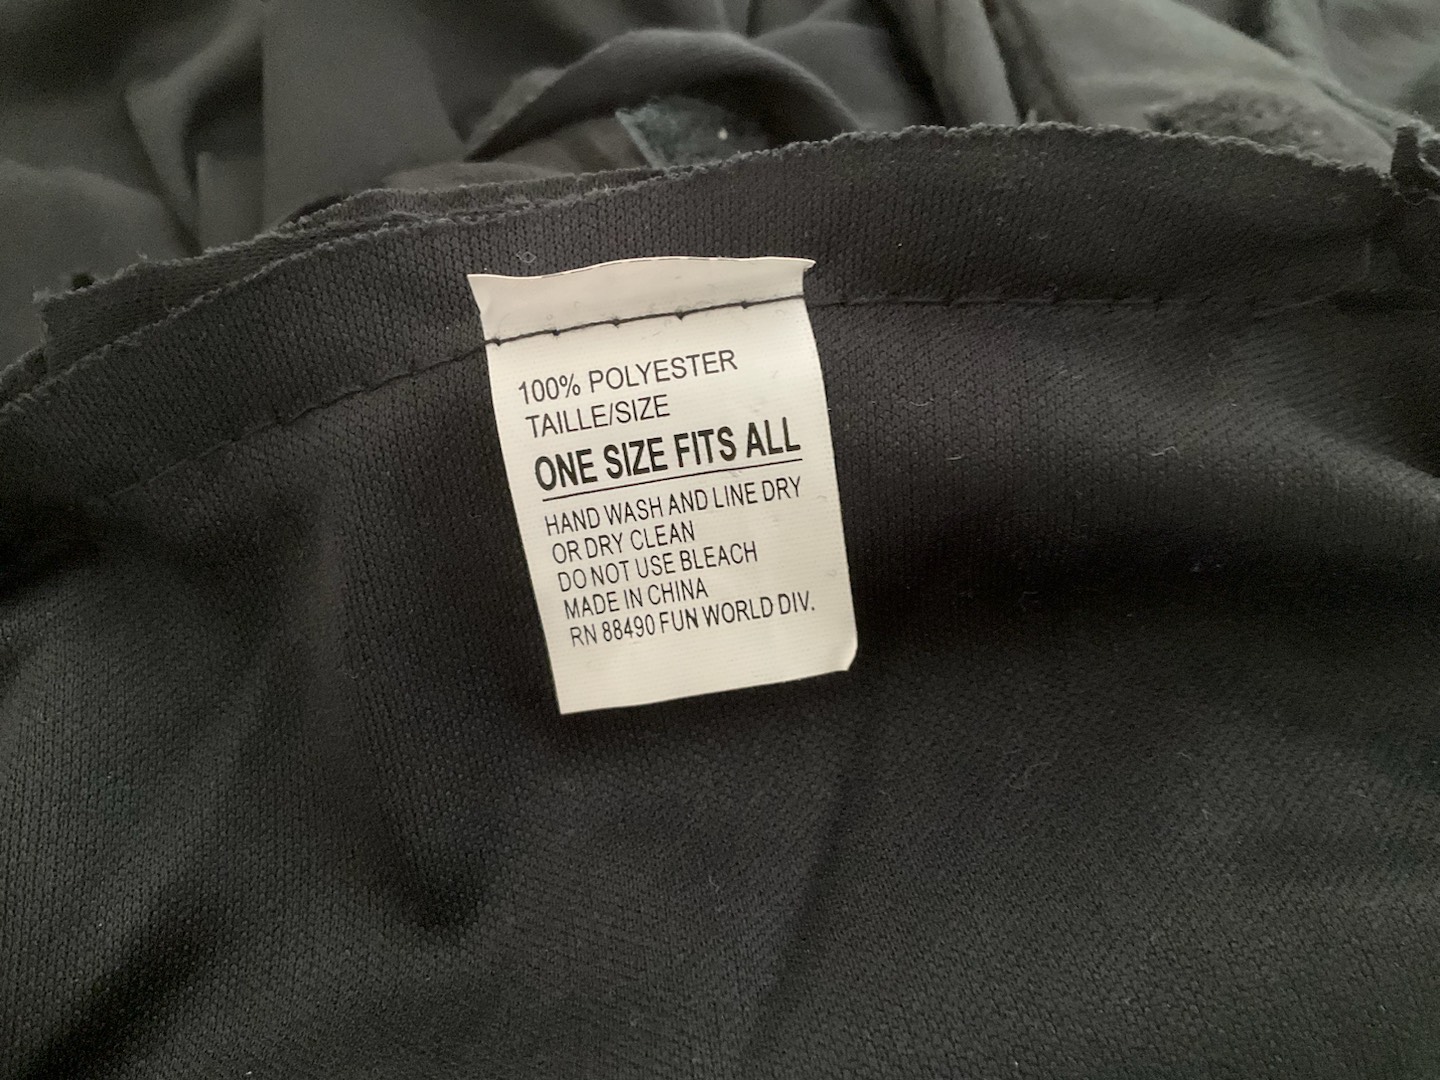 100% POLYESTER
TAILLE/SIZE
ONE SIZE FITS ALL
HAND WASH AND LINE DRY
OR DRY CLEAN
DO NOT USE BLEACH
MADE IN CHINA
RN 88490 FUN WORLD DIV.